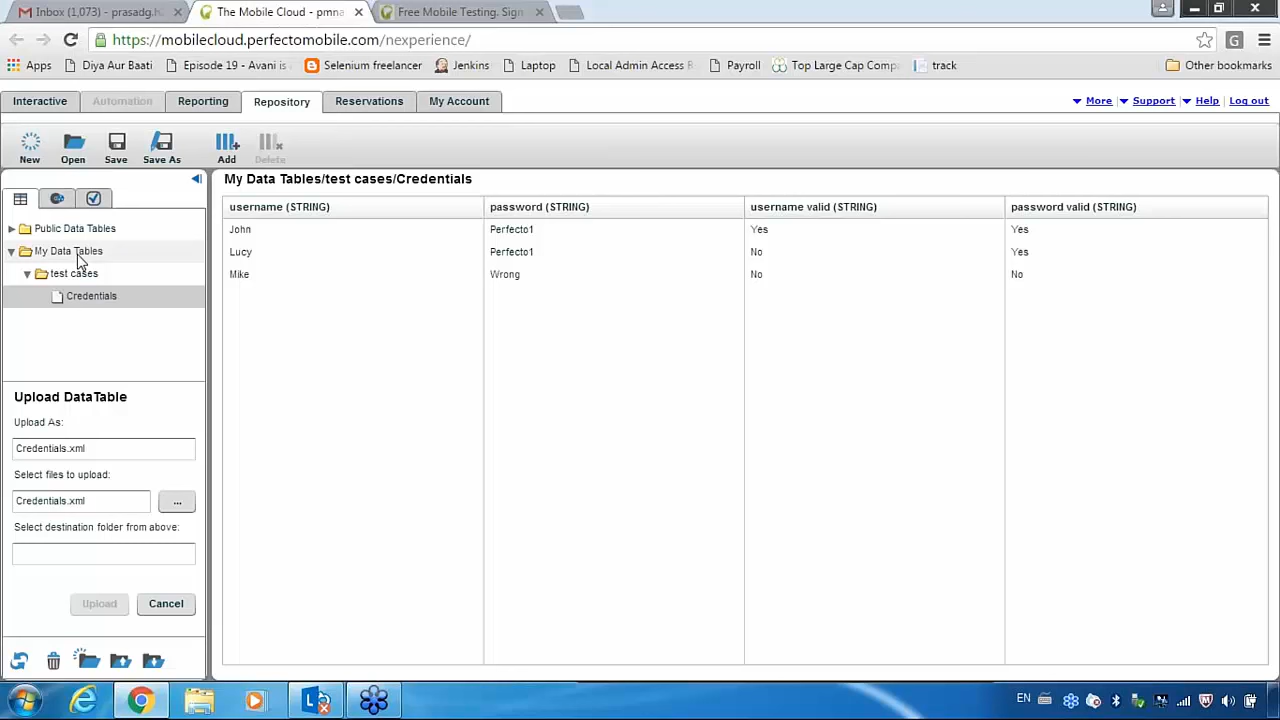 Inbox (1,073) - prasadg.h
The Mobile Cloud - pmna
Free Mobile Testing. Sign
https://mobilecloud.perfectomobile.com/nexperience/
Apps
Diya Aur Baati
Episode 19 - Avani is
Selenium freelancer
Jenkins
Laptop
Local Admin Access R
Payroll
Top Large Cap Comp
track
Other bookmarks
Interactive
Automation
Reporting
Repository
Reservations
My Account
More
Support
Help
Log out
New
Open
Save
Save As
Add
Delete
My Data Tables/test cases/Credentials
Public Data Tables
My Data Tables
test cases
Credentials
username (STRING) password (STRING) username valid (STRING) password valid (STRING)
John Perfecto1 Yes Yes
Lucy Perfecto1 No Yes
Mike Wrong No No
Upload DataTable
Upload As:
Credentials.xml
Select files to upload:
Credentials.xml ...
Select destination folder from above:
Upload Cancel
EN